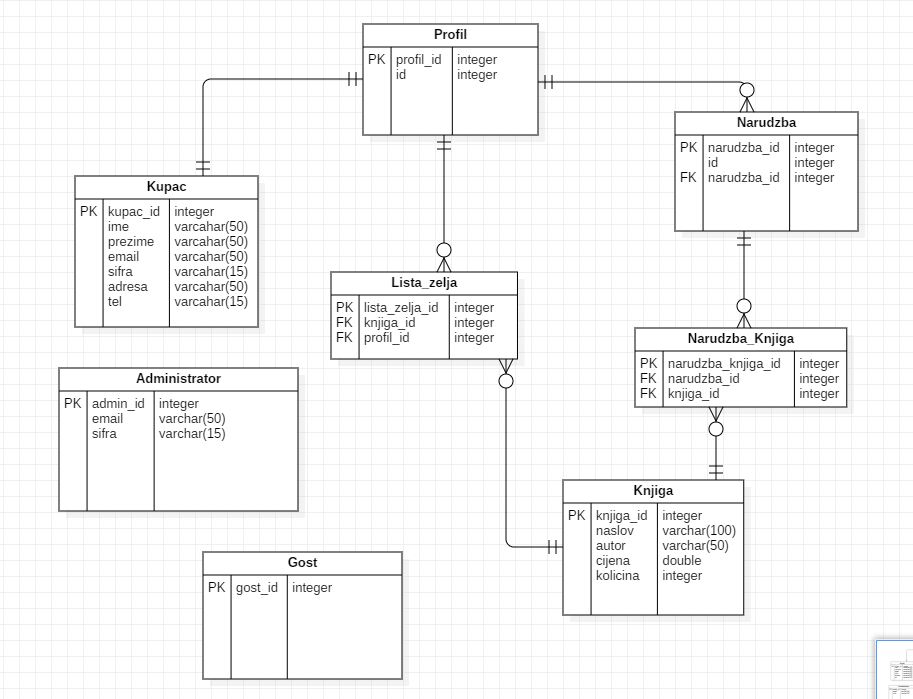 Profil
PK profil_id integer
id integer
Narudzba
PK narudzba_id integer
id integer
FK narudzba_id integer
Kupac
PK kupac_id integer
ime varcahar(50)
prezime varcahar(50)
email varcahar(50)
sifra varcahar(15)
adresa varcahar(50)
tel varcahar(15)
Lista_zelja
PK lista_zelja_id integer
FK knjiga_id integer
FK profil_id integer
Narudzba_Knjiga
PK narudzba_knjiga_id integer
FK narudzba_id integer
FK knjiga_id integer
Administrator
PK admin_id integer
email varchar(50)
sifra varchar(15)
Knjiga
PK knjiga_id integer
naslov varchar(100)
autor varchar(50)
cijena double
kolicina integer
Gost
PK gost_id integer